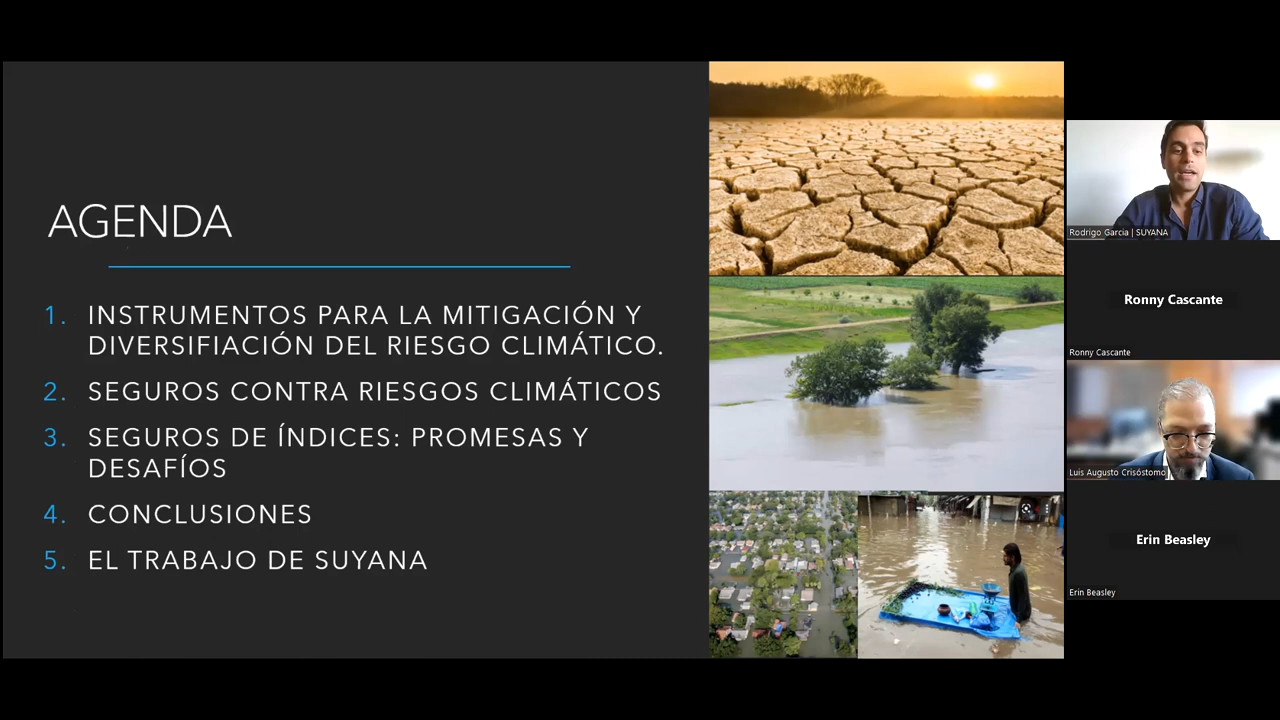 AGENDA
1. INSTRUMENTOS PARA LA MITIGACIÓN Y
DIVERSIFIACIÓN DEL RIESGO CLIMÁTICO.
2. SEGUROS CONTRA RIESGOS CLIMÁTICOS
3. SEGUROS DE ÍNDICES: PROMESAS Y
DESAFÍOS
4. CONCLUSIONES
5. EL TRABAJO DE SUYANA
Rodrigo Garcia | SUYANA
Ronny Cascante
Ronny Cascante
Luis Augusto Crisóstomo
Erin Beasley
Erin Beasley